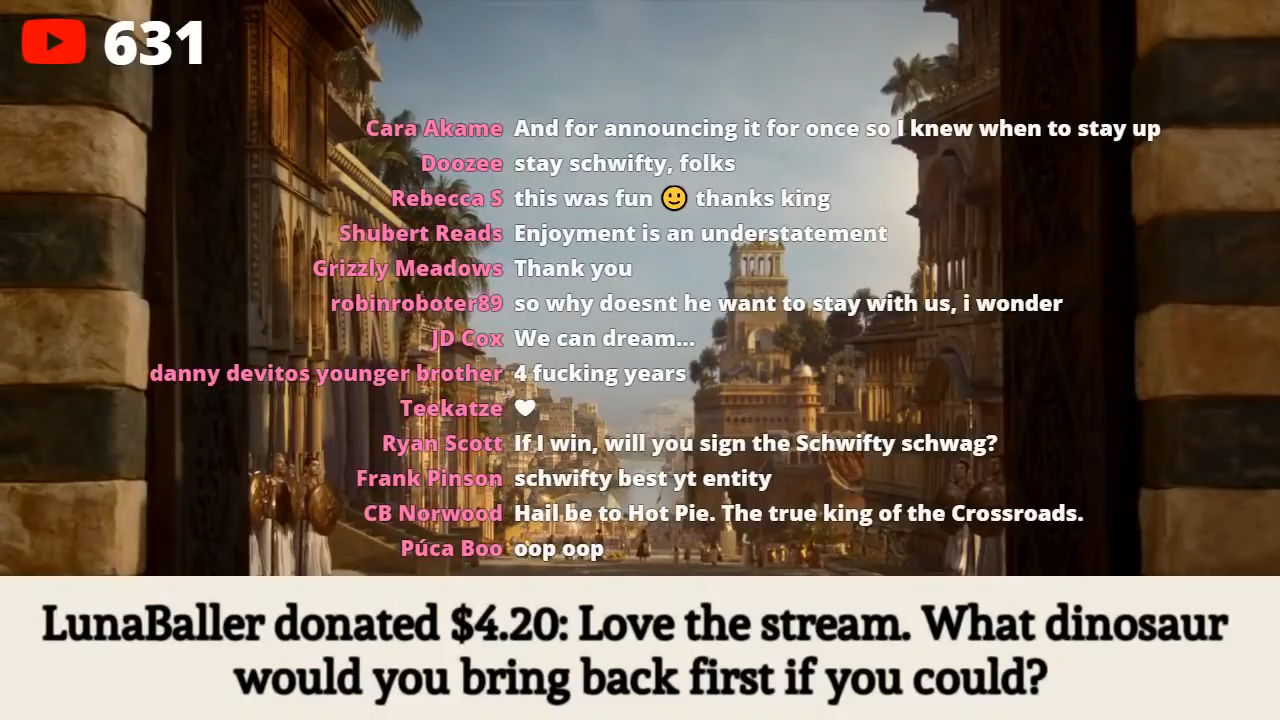 631
Cara Akame And for announcing it for once so I knew when to stay up
Doozee stay schwifty, folks
Rebecca S this was fun 🙂 thanks king
Shubert Reads Enjoyment is an understatement
Grizzly Meadows Thank you
robinroboter89 so why doesnt he want to stay with us, i wonder
JD Cox We can dream...
danny devitos younger brother 4 fucking years
Teekatze 🤍
Ryan Scott If I win, will you sign the Schwifty schwag?
Frank Pinson schwifty best yt entity
CB Norwood Hail be to Hot Pie. The true king of the Crossroads.
Púca Boo oop oop
LunaBaller donated $4.20: Love the stream. What dinosaur
would you bring back first if you could?